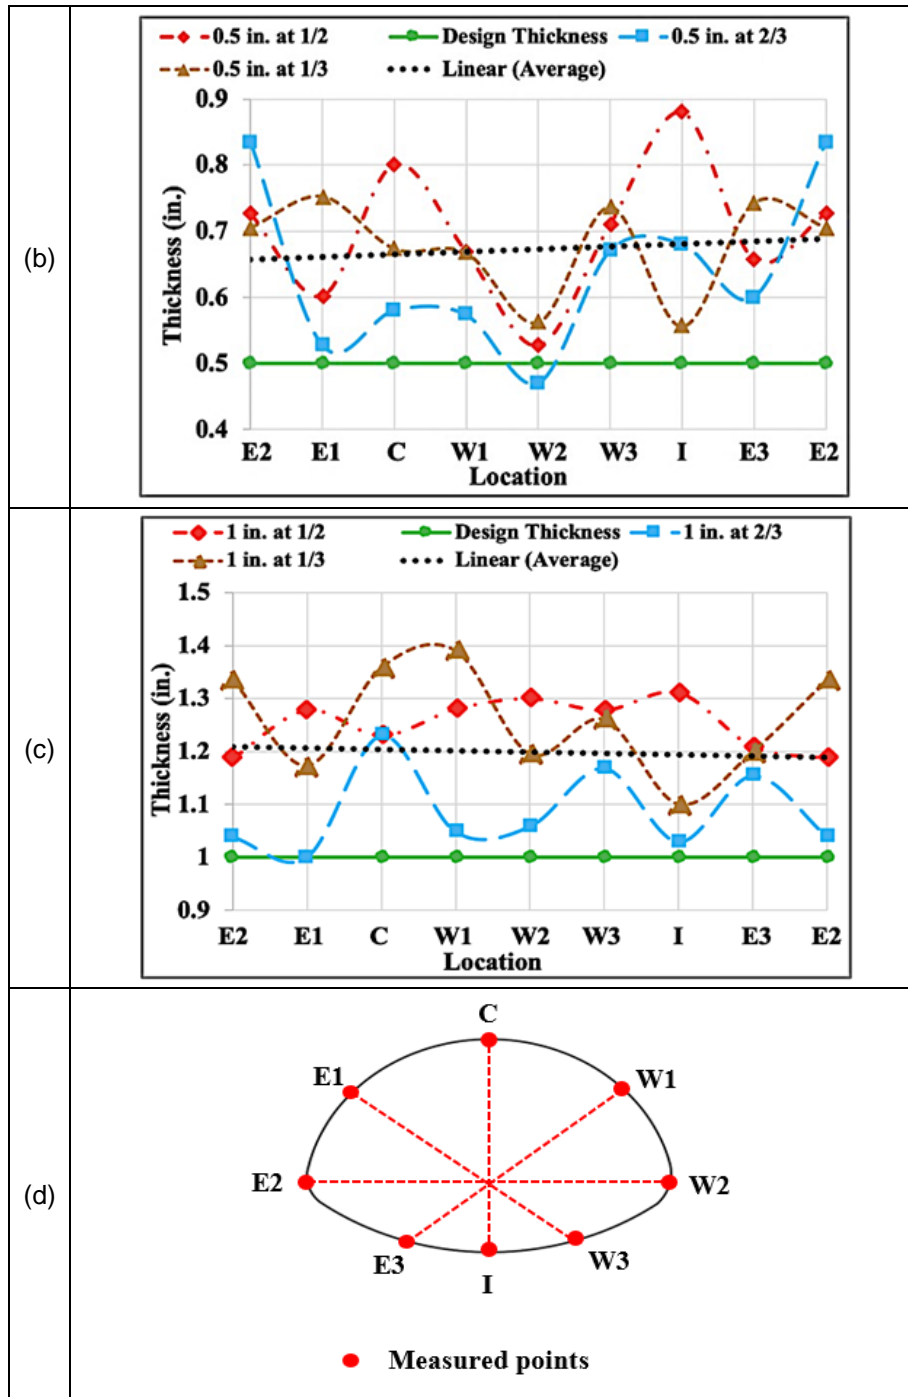 (b)
0.5 in. at 1/2 Design Thickness 0.5 in. at 2/3
0.5 in. at 1/3 Linear (Average)
Thickness (in.)
0.9
0.8
0.7
0.6
0.5
0.4
E2 E1 C W1 W2 W3 I E3 E2
Location
(c)
1 in. at 1/2 Design Thickness 1 in. at 2/3
1 in. at 1/3 Linear (Average)
Thickness (in.)
1.5
1.4
1.3
1.2
1.1
1
0.9
E2 E1 C W1 W2 W3 I E3 E2
Location
(d)
C
E1 W1
E2 W2
E3 W3
I
Measured points